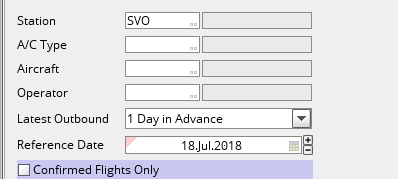 Station SVO
A/C Type
Aircraft
Operator
Latest Outbound 1 Day in Advance
Reference Date 18.Jul.2018
Confirmed Flights Only